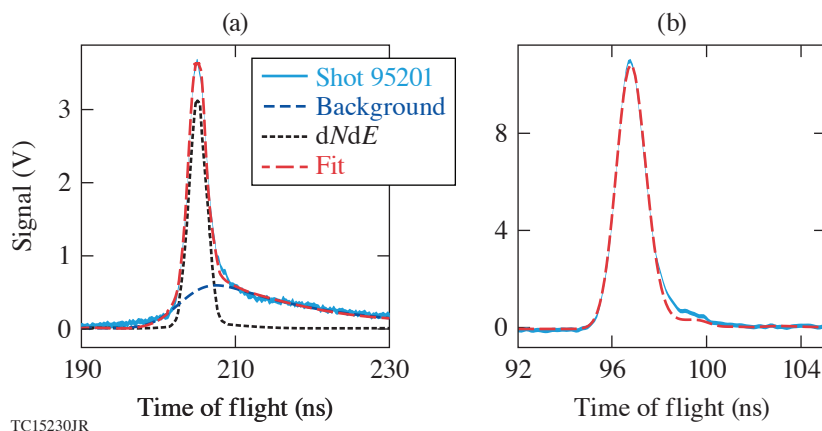 (a)
(b)
Signal (V)
3
2
1
0
190
210
230
Time of flight (ns)
Shot 95201
Background
dNdE
Fit
8
4
0
92
96
100
104
Time of flight (ns)
TC15230JR